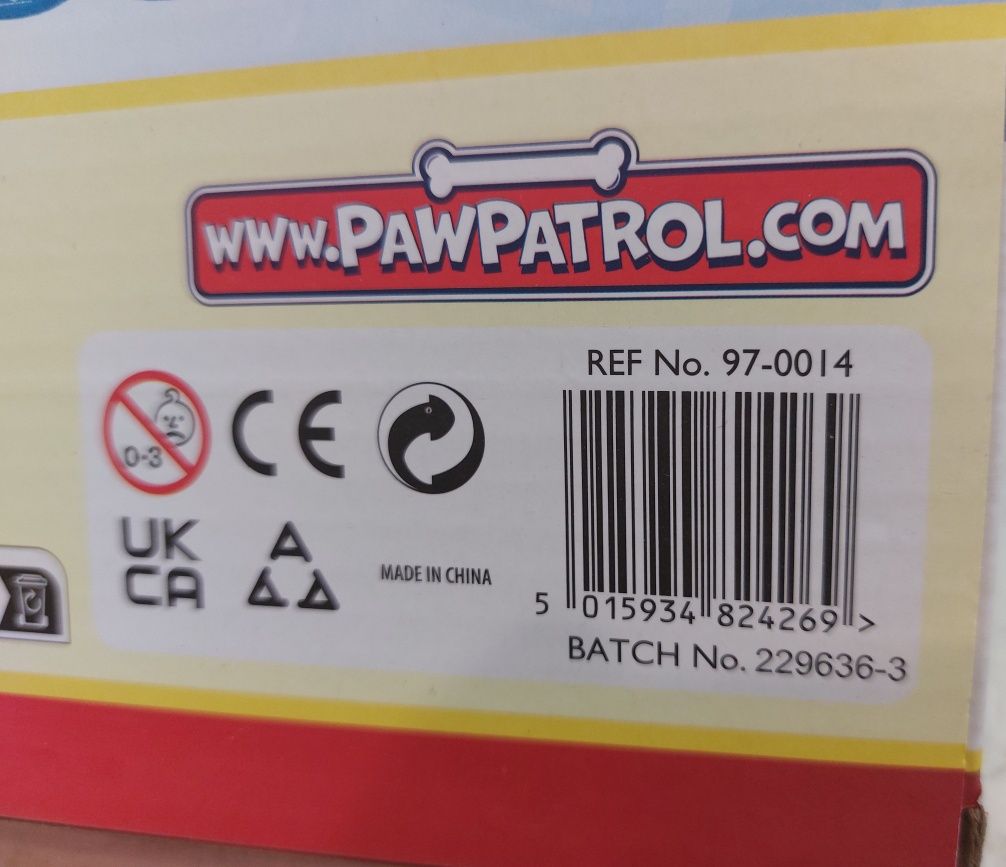 WWW.PAWPATROL.COM
REF No. 97-0014
0-3
CE
UK
CA
MADE IN CHINA
5 015934 824269 >
BATCH No. 229636-3